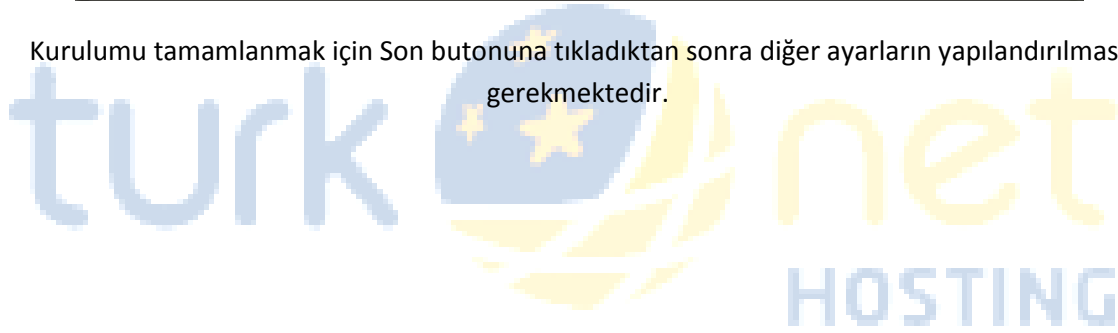 Kurulumu tamamlanmak için Son butonuna tıkladıktan sonra diğer ayarların yapılandırılmas
gerekmektedir.
turk net
HOSTING